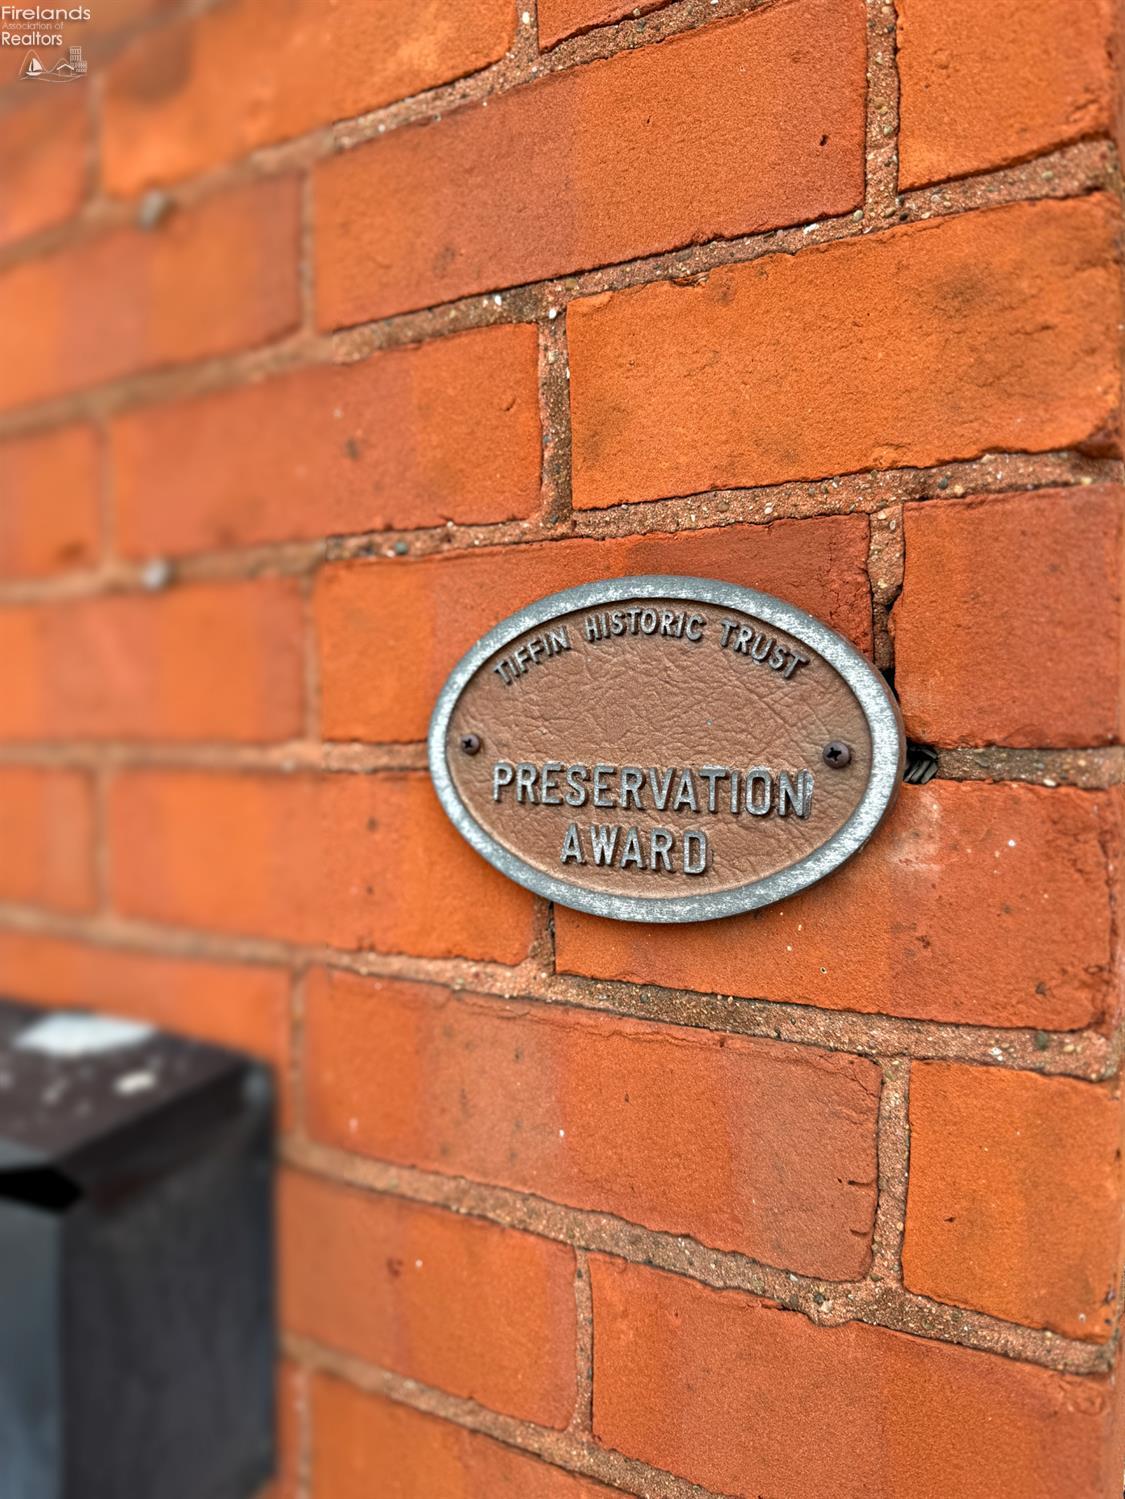 Firelands
Association of
Realtors
TIFFIN HISTORIC TRUST
PRESERVATION
AWARD